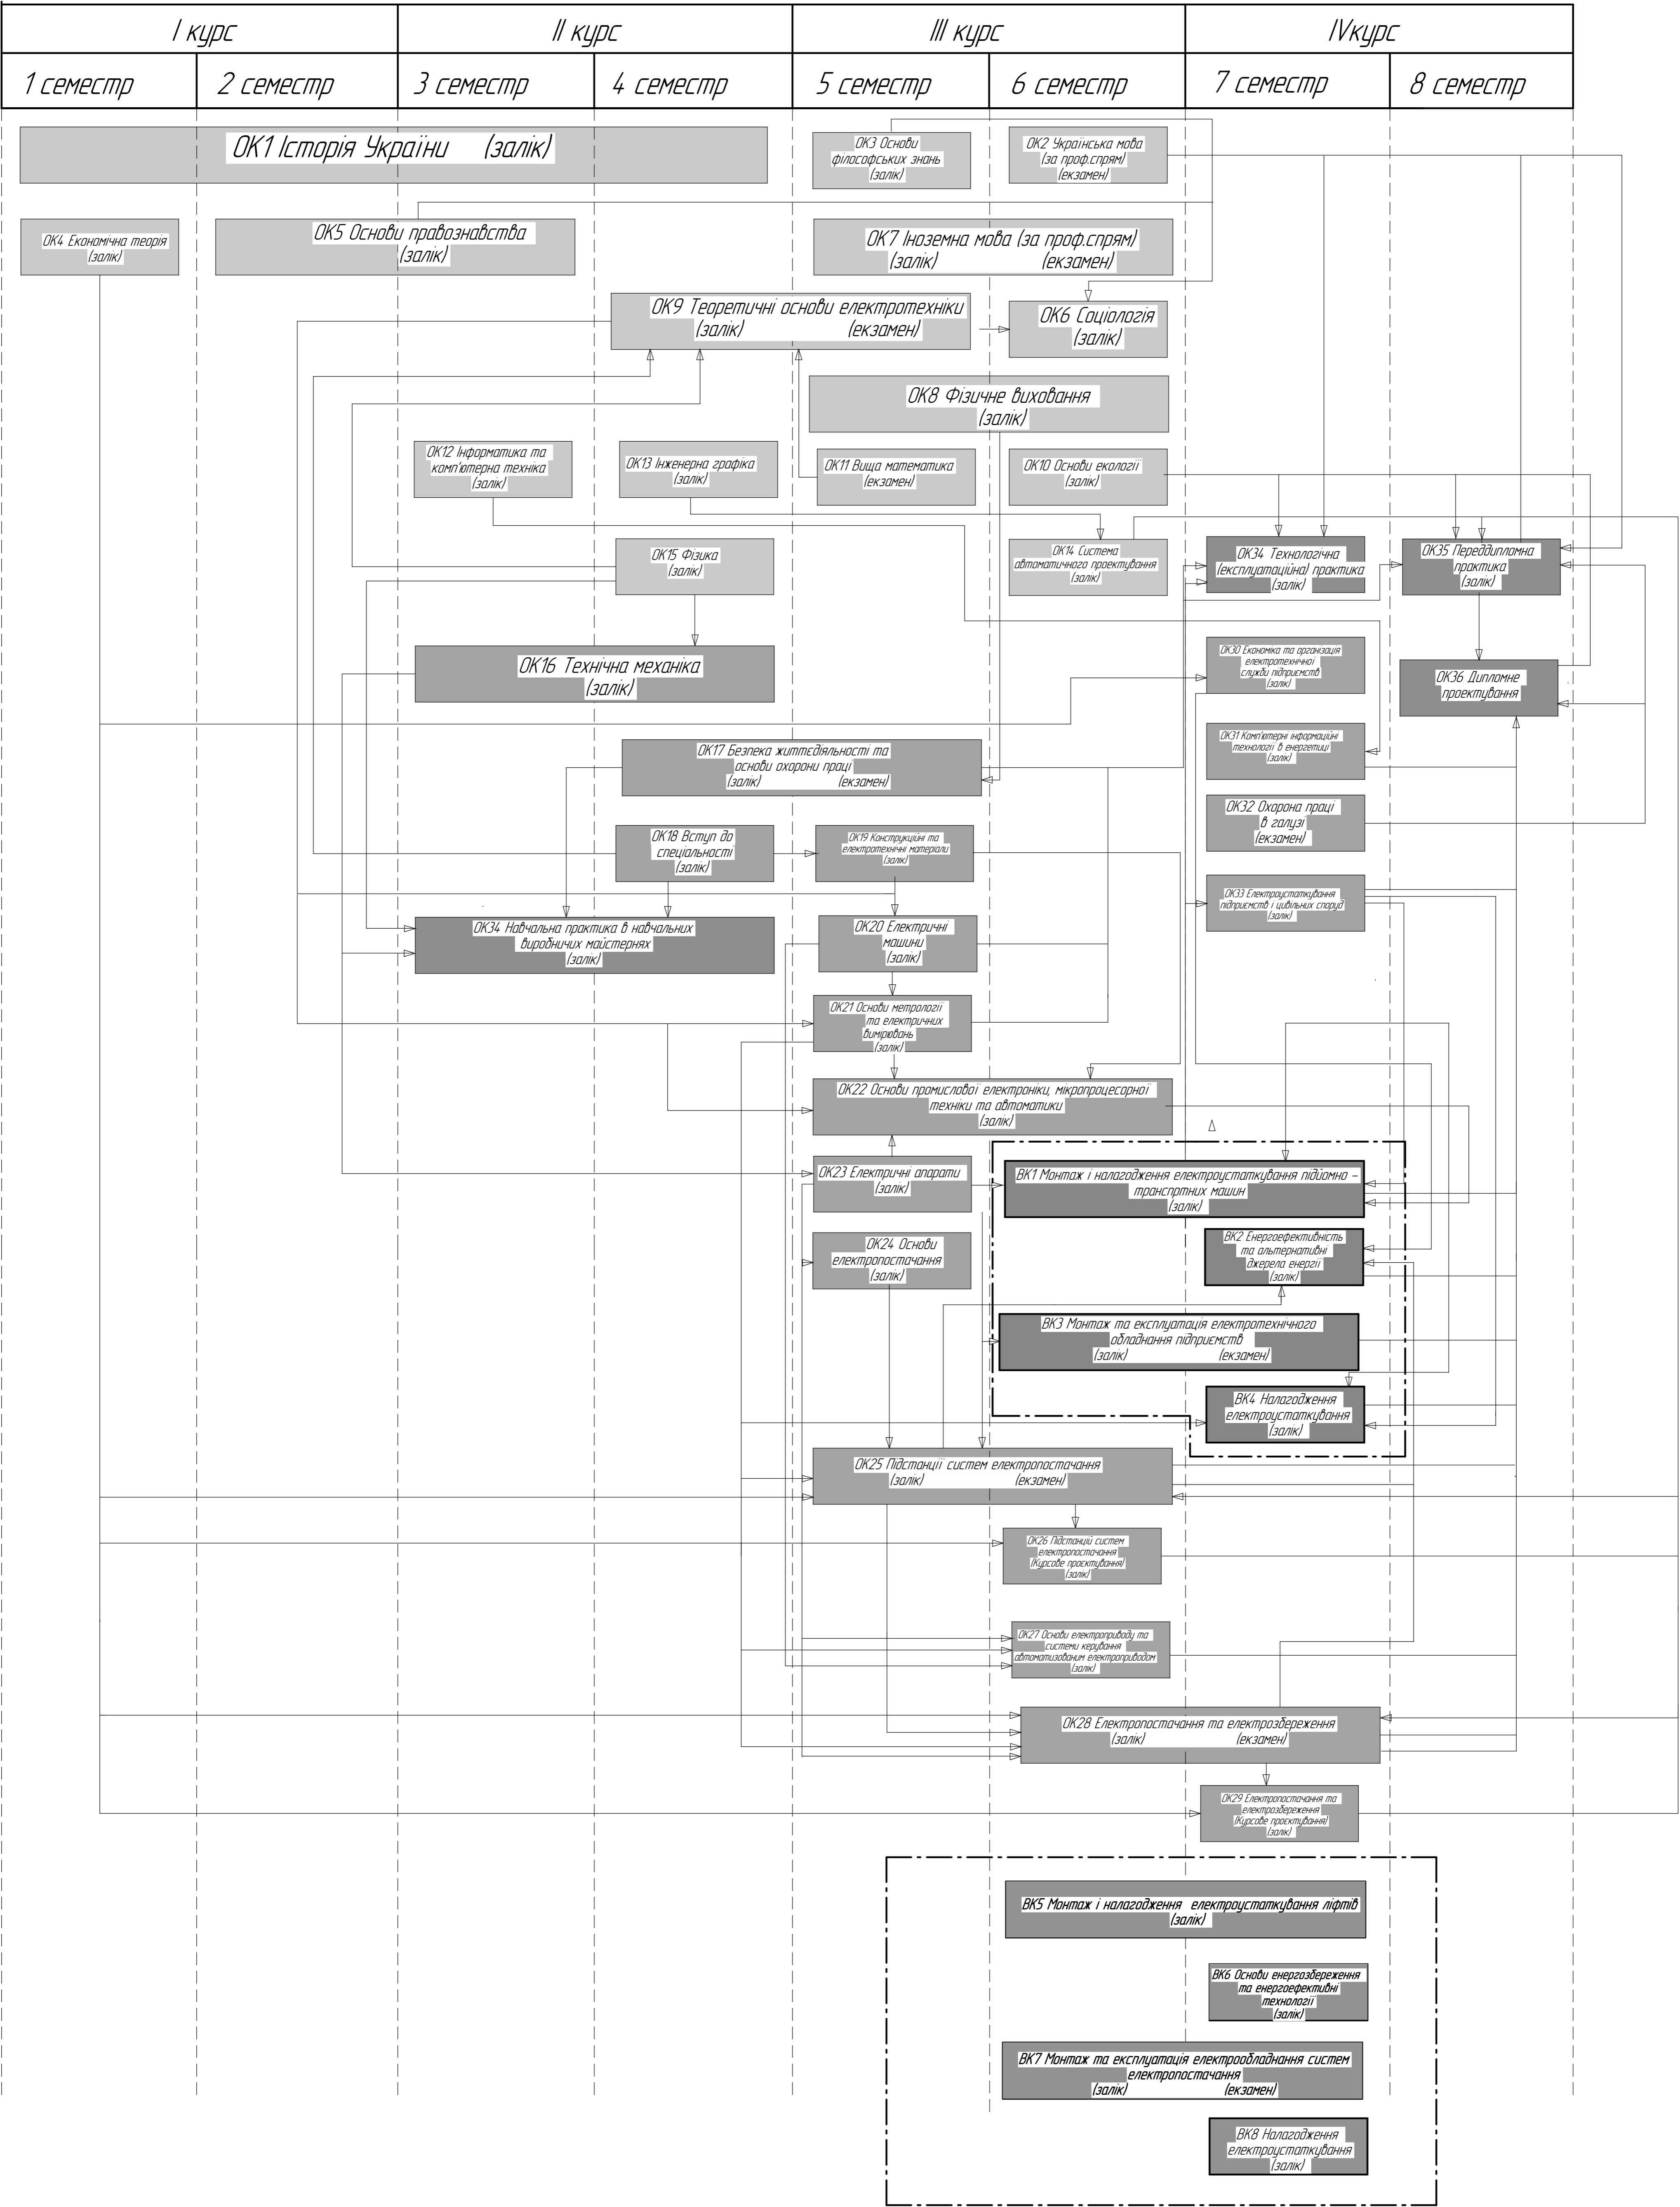 I курс
II курс
III курс
IVкурс
1 семестр
2 семестр
3 семестр
4 семестр
5 семестр
6 семестр
7 семестр
8 семестр
ОК1 Історія України (залік)
ОК3 Основи
філософських знань
(залік)
ОК2 Українська мова
(за проф.спрям)
(екзамен)
ОК4 Економічна теорія
(залік)
ОК5 Основи правознавства
(залік)
ОК7 Іноземна мова (за проф.спрям)
(залік) (екзамен)
ОК9 Теоретичні основи електротехніки
(залік) (екзамен)
ОК6 Соціологія
(залік)
ОК8 Фізичне виховання
(залік)
ОК12 Інформатика та
комп'ютерна техніка
(залік)
ОК13 Інженерна графіка
(залік)
ОК11 Вища математика
(екзамен)
ОК10 Основи екології
(залік)
ОК15 Фізика
(залік)
ОК14 Система
автоматичного проектування
(залік)
ОК34 Технологічна
(експлуатаційна) практика
(залік)
ОК35 Переддипломна
практика
(залік)
ОК16 Технічна механіка
(залік)
ОК30 Економіка та організація
електротехнічної
служби підприємств
(залік)
ОК36 Дипломне
проектування
ОК17 Безпека життєдіяльності та
основи охорони праці
(залік) (екзамен)
ОК31 Комп'ютерні інформаційні
технології в енергетиці
(залік)
ОК32 Охорона праці
в галузі
(екзамен)
ОК18 Вступ до
спеціальності
(залік)
ОК19 Конструкційні та
електротехнічні матеріали
(залік)
ОК33 Електроустаткування
підприємств і цивільних споруд
(залік)
ОК34 Навчальна практика в навчальних
виробничих майстернях
(залік)
ОК20 Електричні
машини
(залік)
ОК21 Основи метрології
та електричних
вимірювань
(залік)
ОК22 Основи промислової електроніки, мікропроцесорної
техніки та автоматики
(залік)
ОК23 Електричні апарати
(залік)
ВК1 Монтаж і налагодження електроустаткування підйомно -
транспртних машин
(залік)
ОК24 Основи
електропостачання
(залік)
ВК2 Енергоефективність
та альтернативні
джерела енергії
(залік)
ВК3 Монтаж та експлуатація електротехнічного
обладнання підприємств
(залік) (екзамен)
ВК4 Налагодження
електроустаткування
(залік)
ОК25 Підстанції систем електропостачання
(залік) (екзамен)
ОК26 Підстанцій систем
електропостачання
(Курсове проєктування)
(залік)
ОК27 Основи електроприводу та
системи керування
автоматизованим електроприводом
(залік)
ОК28 Електропостачання та електрозбереження
(залік) (екзамен)
ОК29 Електропостачання та
електрозбереження
(Курсове проєктування)
(залік)
ВК5 Монтаж і налагодження електроустаткування ліфтів
(залік)
ВК6 Основи енергозбереження
та енергоефективні
технології
(залік)
ВК7 Монтаж та експлуатація електрообладнання систем
електропостачання
(залік) (екзамен)
ВК8 Налагодження
електроустаткування
(залік)